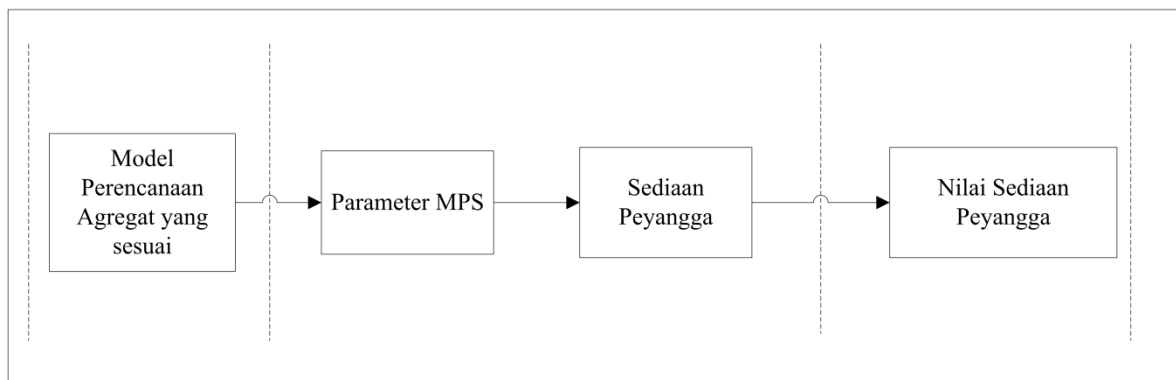 Model
Perencanaan
Agregat yang
sesuai
Parameter MPS
Sediaan
Peyangga
Nilai Sediaan
Peyangga